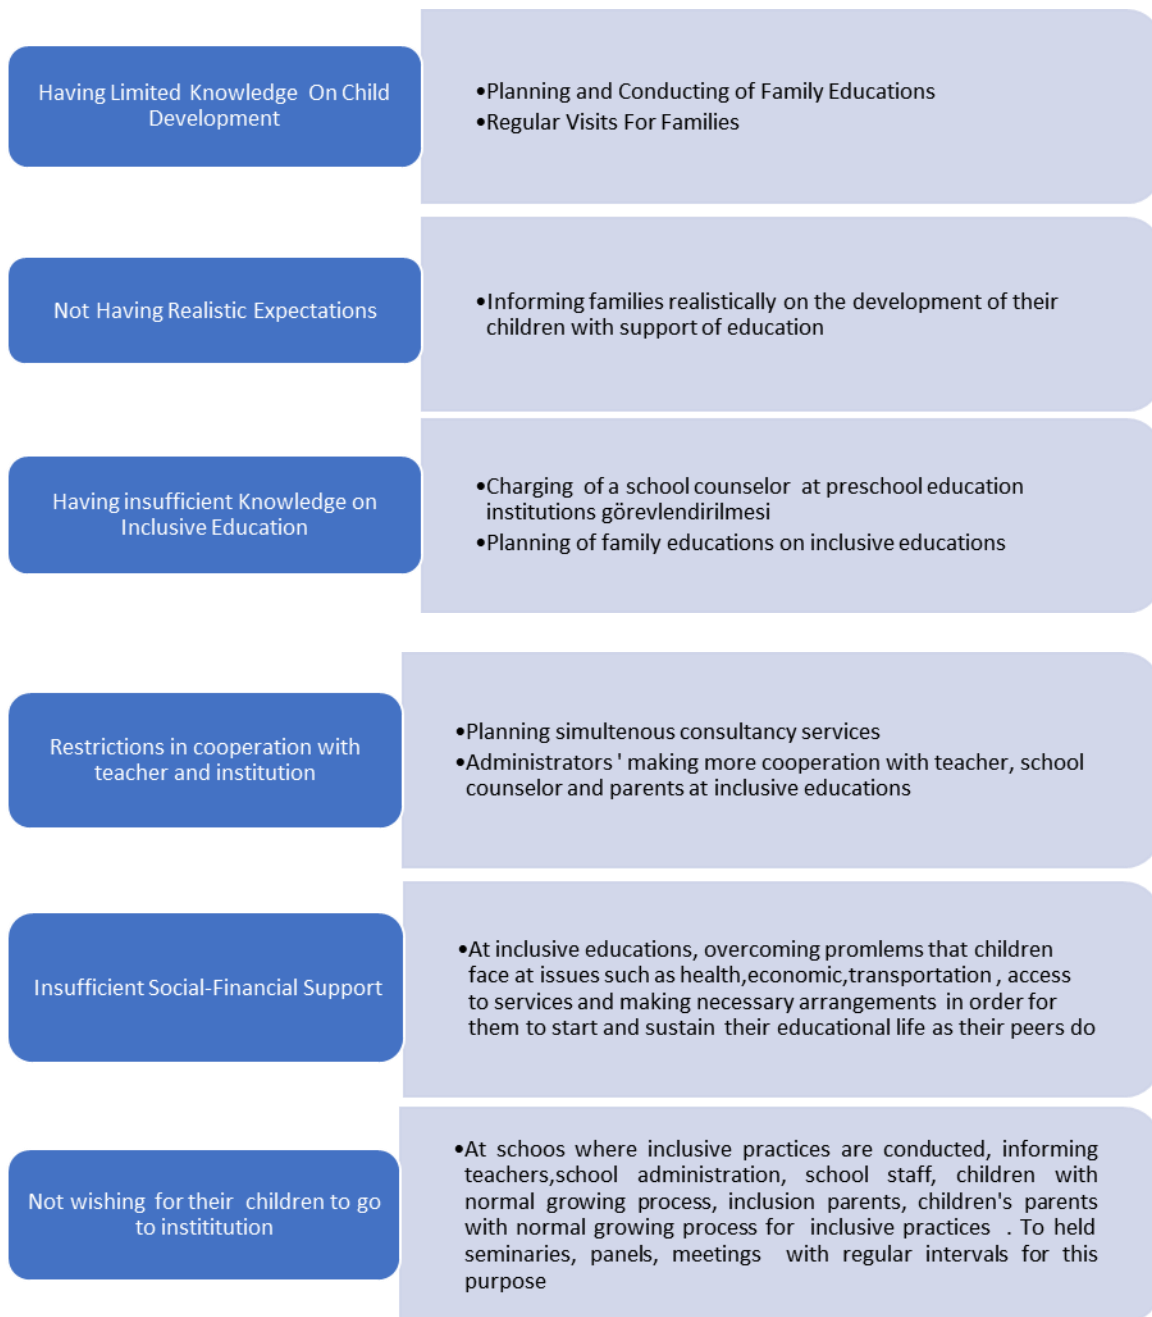 Having Limited Knowledge On Child
Development
•Planning and Conducting of Family Educations
•Regular Visits For Families
Not Having Realistic Expectations
•Informing families realistically on the development of their
children with support of education
Having insufficient Knowledge on
Inclusive Education
•Charging of a school counselor at preschool education
institutions görevlendirilmesi
•Planning of family educations on inclusive educations
Restrictions in cooperation with
teacher and institution
•Planning simultenous consultancy services
•Administrators ' making more cooperation with teacher, school
counselor and parents at inclusive educations
Insufficient Social-Financial Support
•At inclusive educations, overcoming promlems that children
face at issues such as health,economic,transportation , access
to services and making necessary arrangements in order for
them to start and sustain their educational life as their peers do
Not wishing for their children to go
to instititution
•At schoos where inclusive practices are conducted, informing
teachers,school administration, school staff, children with
normal growing process, inclusion parents, children's parents
with normal growing process for inclusive practices . To held
seminaries, panels, meetings with regular intervals for this
purpose